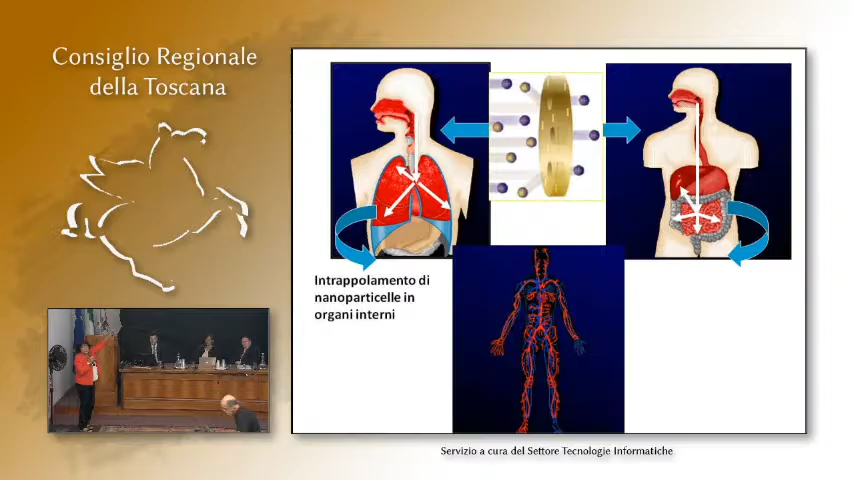 Consiglio Regionale
della Toscana
Intrappolamento di
nanoparticelle in
organi interni
Servizio a cura del Settore Tecnologie Informatiche